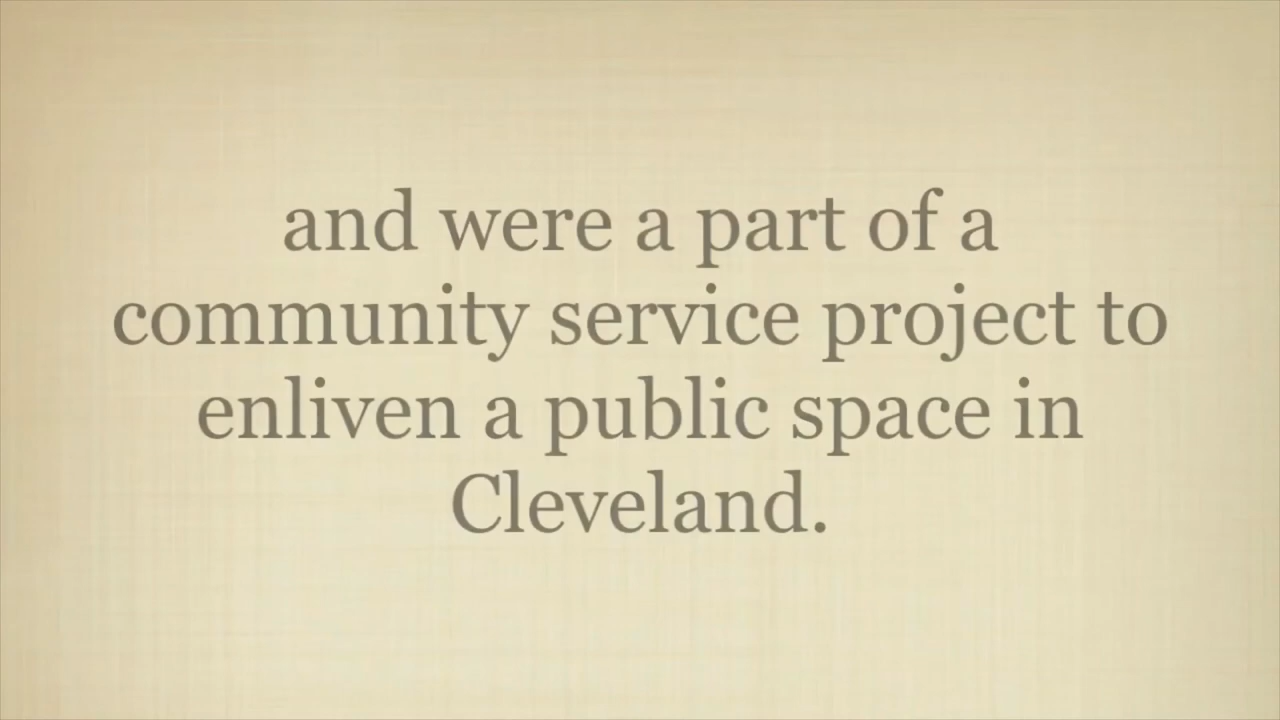 and were a part of a
community service project to
enliven a public space in
Cleveland.